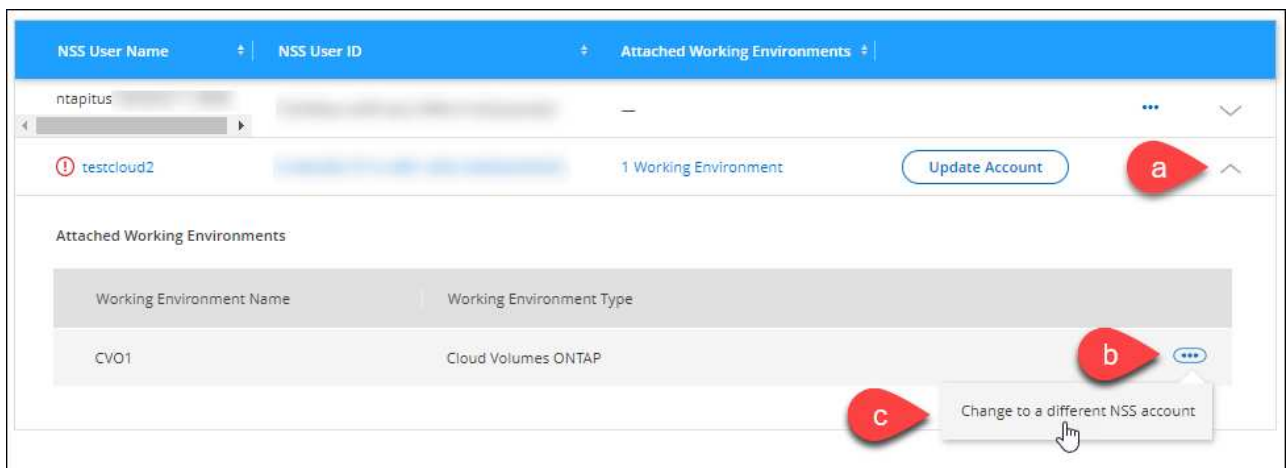 NSS User Name NSS User ID Attached Working Environments
ntapitus —
testcloud2 1 Working Environment Update Account a
Attached Working Environments
Working Environment Name Working Environment Type
CVO1 Cloud Volumes ONTAP b
c Change to a different NSS account